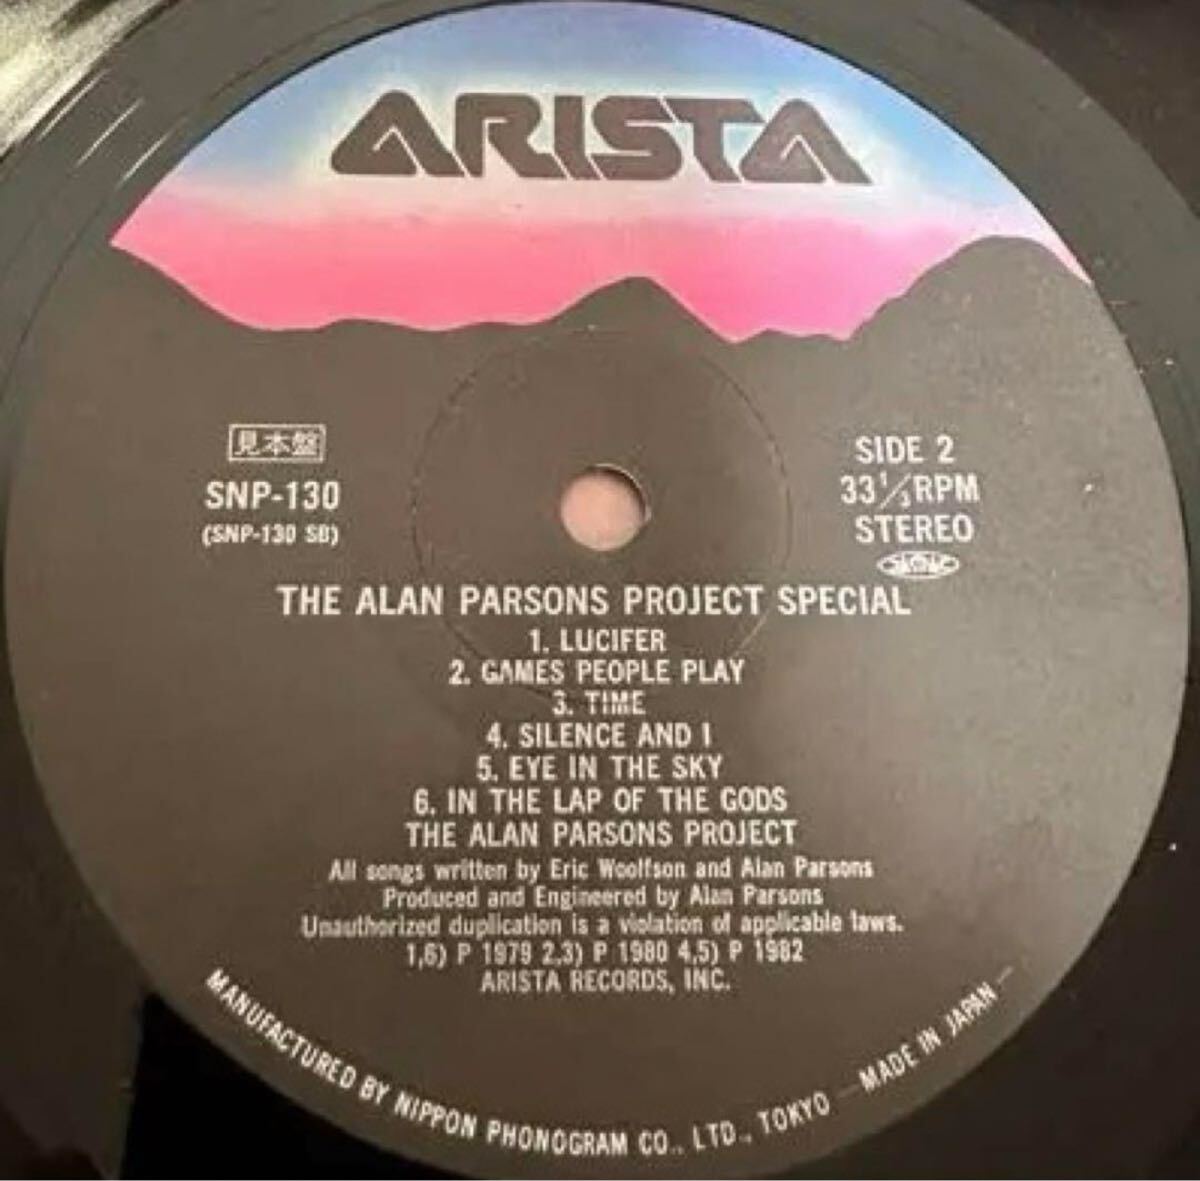 ARISTA
見本盤
SNP-130
(SNP-130 SB)
SIDE 2
33 1/3 RPM
STEREO
THE ALAN PARSONS PROJECT SPECIAL
1. LUCIFER
2. GAMES PEOPLE PLAY
3. TIME
4. SILENCE AND I
5. EYE IN THE SKY
6. IN THE LAP OF THE GODS
THE ALAN PARSONS PROJECT
All songs written by Eric Woolfson and Alan Parsons
Produced and Engineered by Alan Parsons
Unauthorized duplication is a violation of applicable laws.
1,6) P 1979 2,3) P 1980 4,5) P 1982
ARISTA RECORDS, INC.
MANUFACTURED BY NIPPON PHONOGRAM CO., LTD., TOKYO — MADE IN JAPAN —